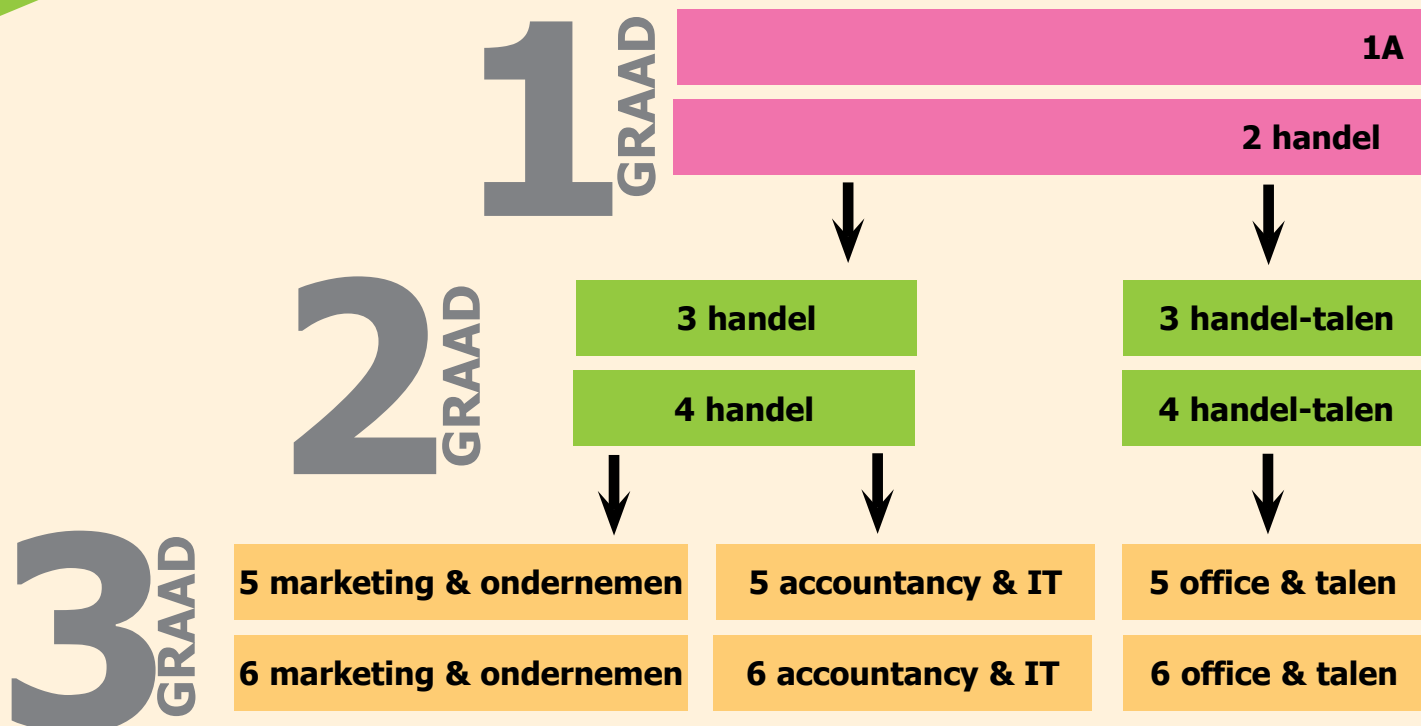 1 GRAAD
1A
2 handel
2 GRAAD
3 handel
3 handel-talen
4 handel
4 handel-talen
3 GRAAD
5 marketing & ondernemen
5 accountancy & IT
5 office & talen
6 marketing & ondernemen
6 accountancy & IT
6 office & talen